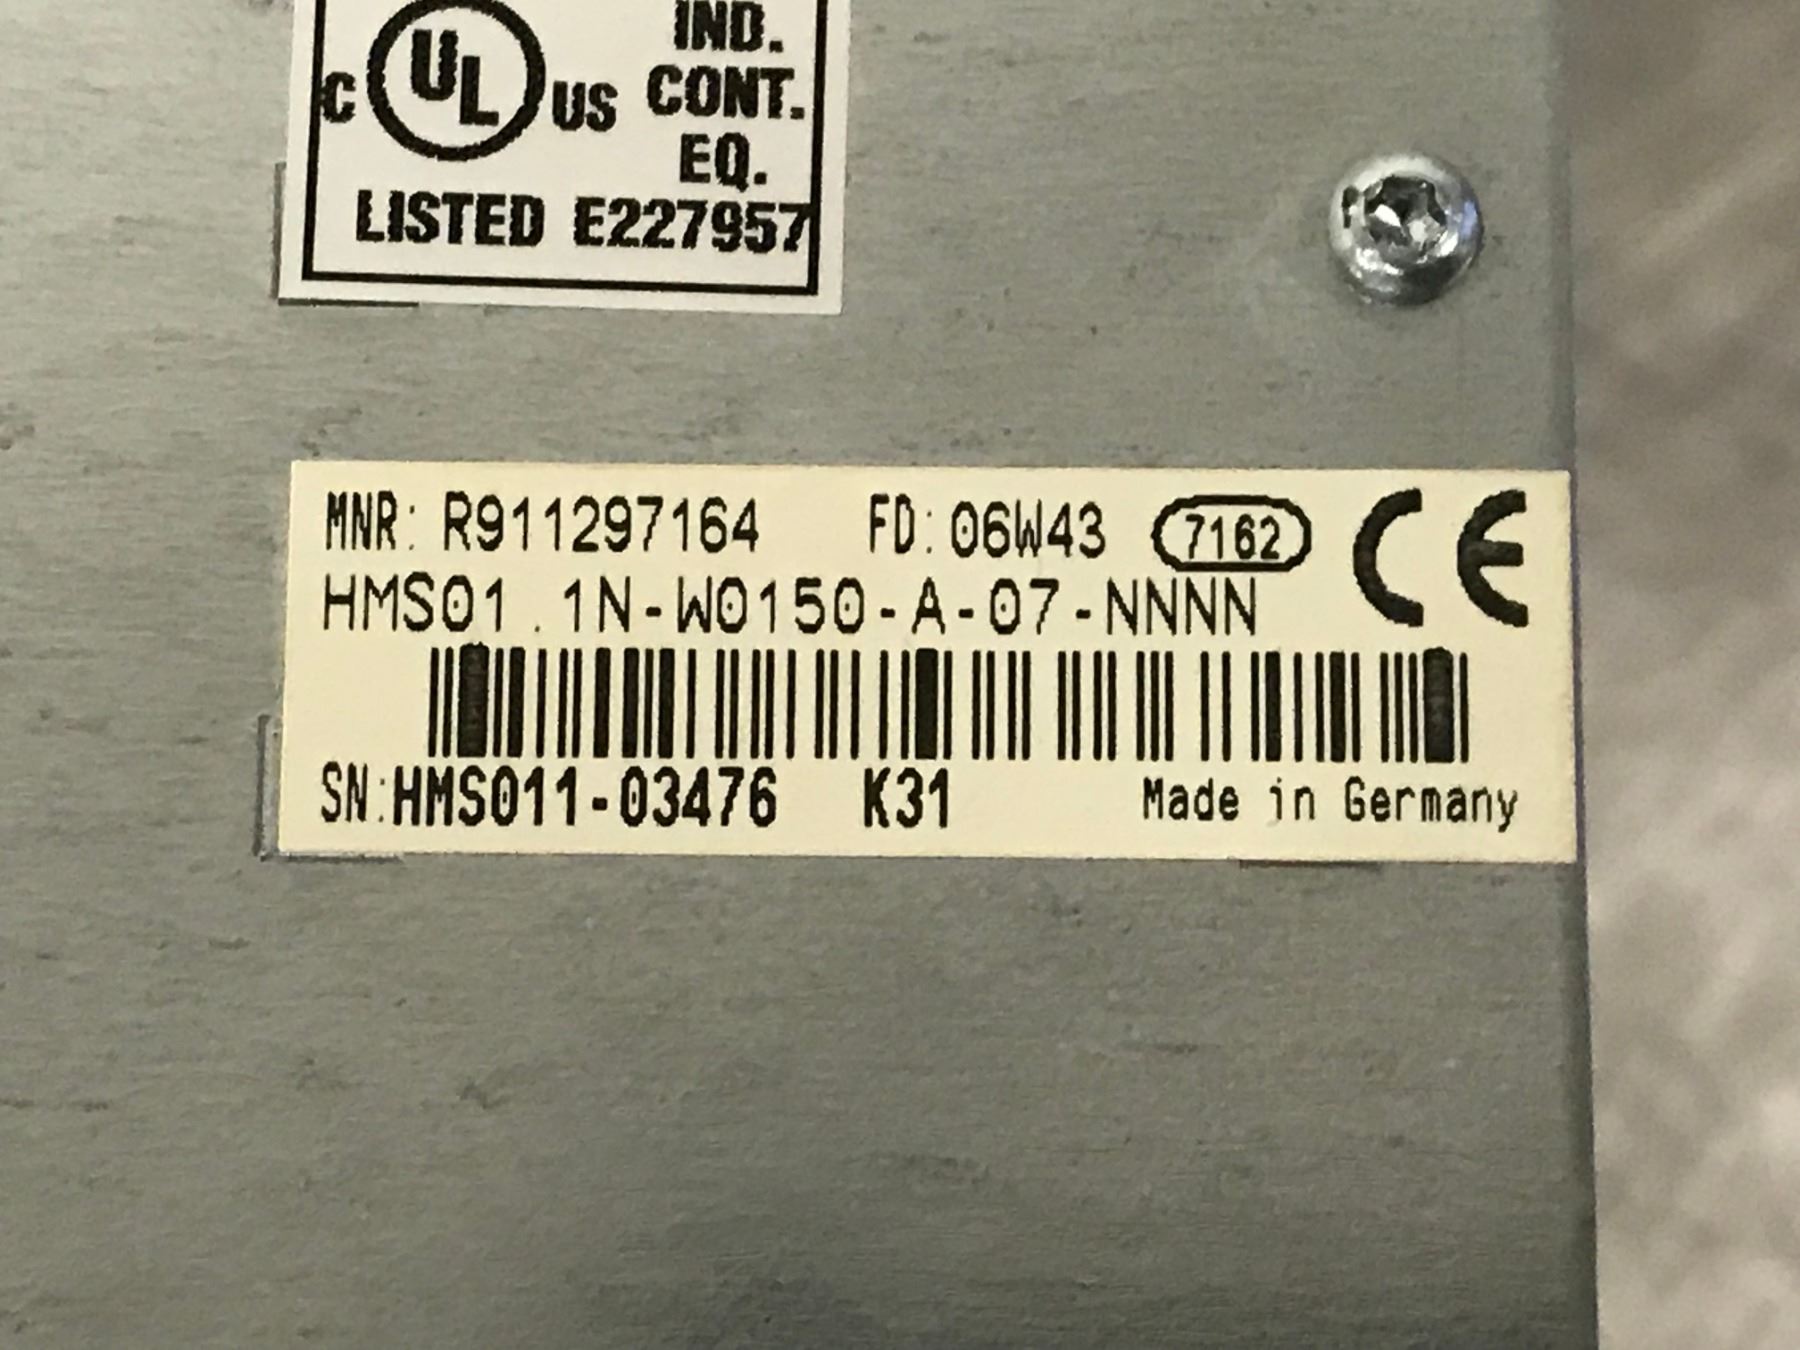 C UL US IND.
CONT.
EQ.
LISTED E227957
MNR: R911297164 FD: 06W43 7162 CE
HMS01.1N-W0150-A-07-NNNN
SN: HMS011-03476 K31 Made in Germany